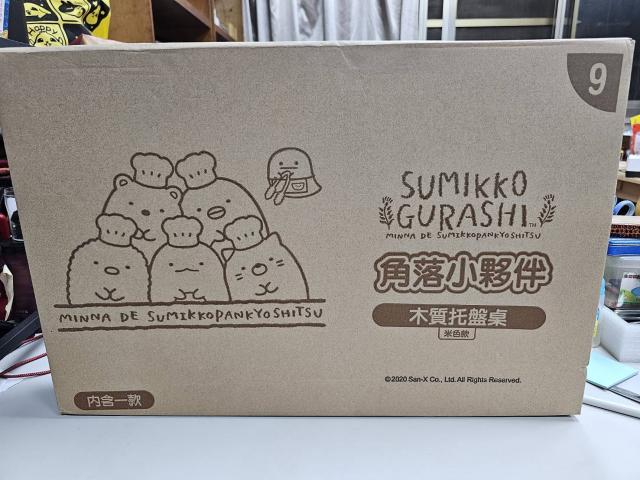 9
SUMIKKO
GURASHI™
MINNA DE SUMIKKOPANKYOSHITSU
角落小夥伴
木質托盤桌
米色款
MINNA DE SUMIKKOPANKYOSHITSU
©2020 San-X Co., Ltd. All Rights Reserved.
內含一款